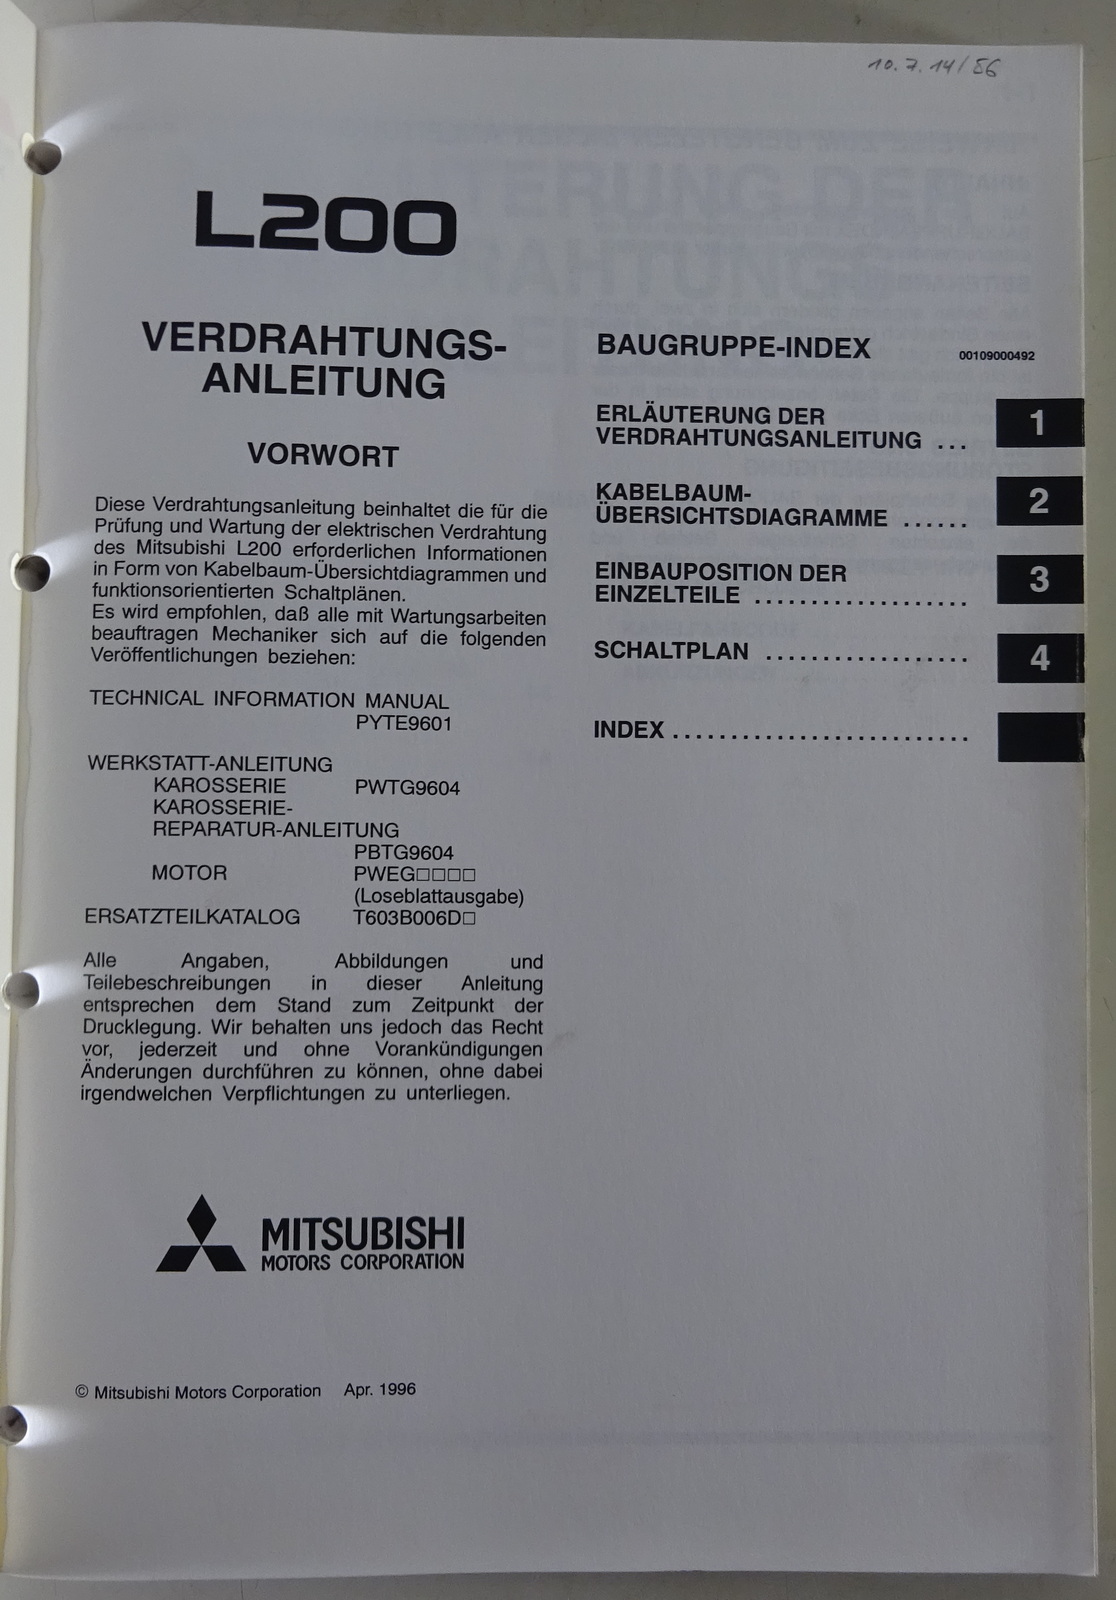 10.7.14/56
L200
VERDRAHTUNGS-
ANLEITUNG
VORWORT
Diese Verdrahtungsanleitung beinhaltet die für die
Prüfung und Wartung der elektrischen Verdrahtung
des Mitsubishi L200 erforderlichen Informationen
in Form von Kabelbaum-Übersichtdiagrammen und
funktionsorientierten Schaltplänen.
Es wird empfohlen, daß alle mit Wartungsarbeiten
beauftragen Mechaniker sich auf die folgenden
Veröffentlichungen beziehen:
TECHNICAL INFORMATION MANUAL
PYTE9601
WERKSTATT-ANLEITUNG
KAROSSERIE PWTG9604
KAROSSERIE-
REPARATUR-ANLEITUNG
PBTG9604
MOTOR PWEG□□□□
(Loseblattausgabe)
ERSATZTEILKATALOG T603B006D□
Alle Angaben, Abbildungen und
Teilebeschreibungen in dieser Anleitung
entsprechen dem Stand zum Zeitpunkt der
Drucklegung. Wir behalten uns jedoch das Recht
vor, jederzeit und ohne Vorankündigungen
Änderungen durchführen zu können, ohne dabei
irgendwelchen Verpflichtungen zu unterliegen.
MITSUBISHI
MOTORS CORPORATION
© Mitsubishi Motors Corporation Apr. 1996
BAUGRUPPE-INDEX 00109000492
ERLÄUTERUNG DER
VERDRAHTUNGSANLEITUNG ... 1
KABELBAUM-
ÜBERSICHTSDIAGRAMME ...... 2
EINBAUPOSITION DER
EINZELTEILE ................... 3
SCHALTPLAN .................. 4
INDEX ..........................